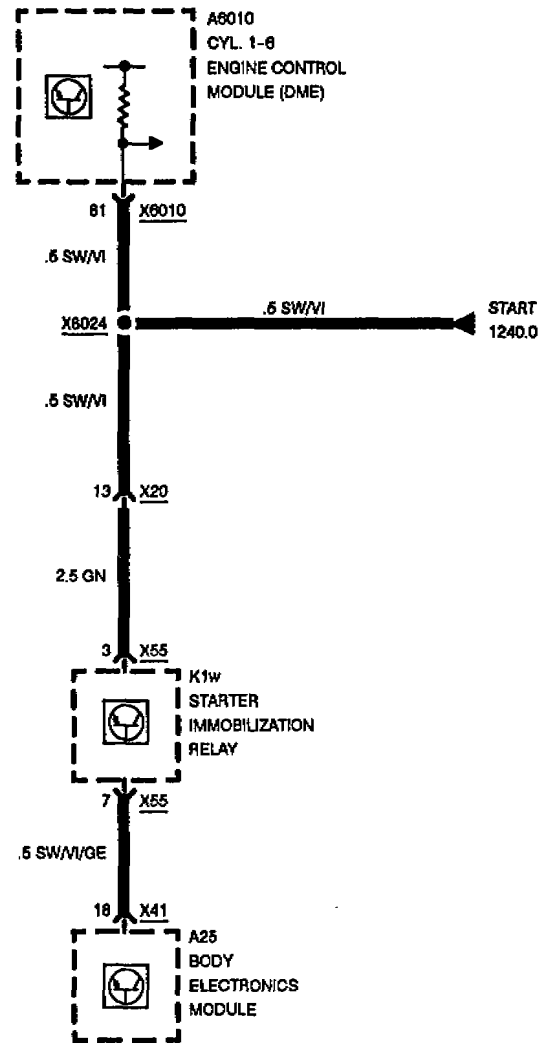 A6010
CYL. 1-6
ENGINE CONTROL
MODULE (DME)
61 X6010
.5 SW/VI
X6024
.5 SW/VI
START
1240.0
.5 SW/VI
13 X20
2.5 GN
3 X55
K1w
STARTER
IMMOBILIZATION
RELAY
7 X55
.5 SW/VI/GE
18 X41
A25
BODY
ELECTRONICS
MODULE